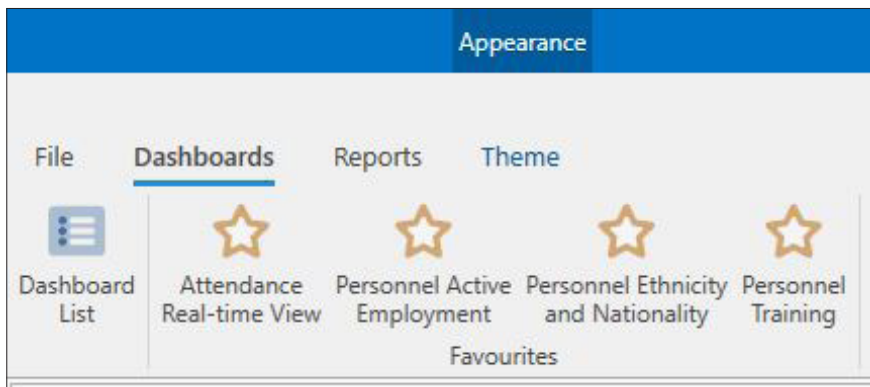 Appearance
File Dashboards Reports Theme
Dashboard List
Attendance Real-time View
Personnel Active Employment
Personnel Ethnicity and Nationality
Personnel Training
Favourites